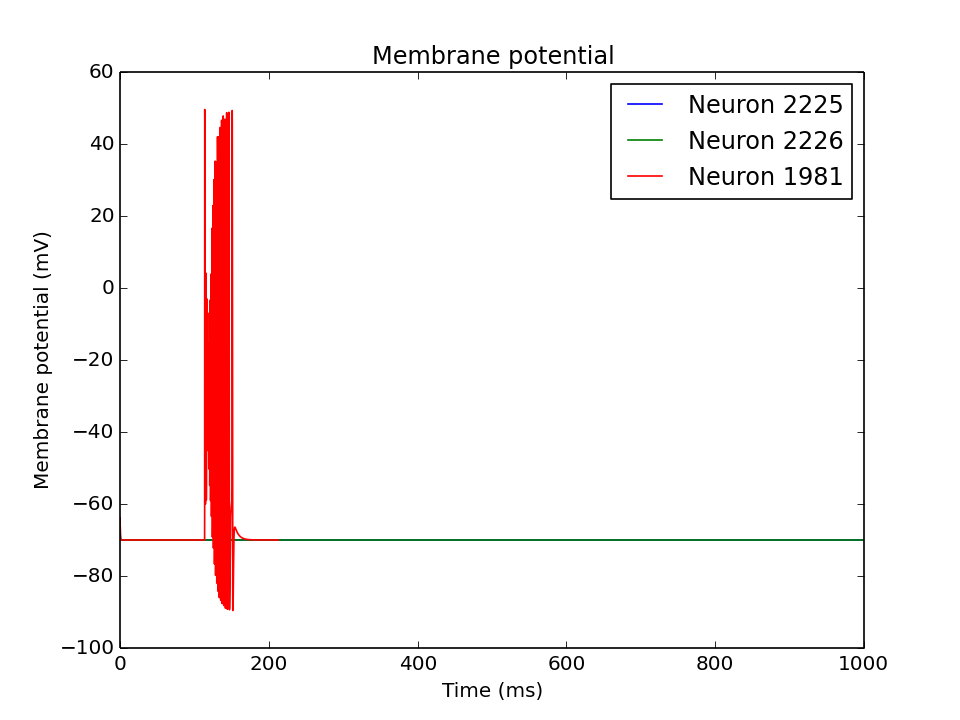 Membrane potential
60
40
20
0
−20
−40
−60
−80
−100
Membrane potential (mV)
Neuron 2225
Neuron 2226
Neuron 1981
0 200 400 600 800 1000
Time (ms)